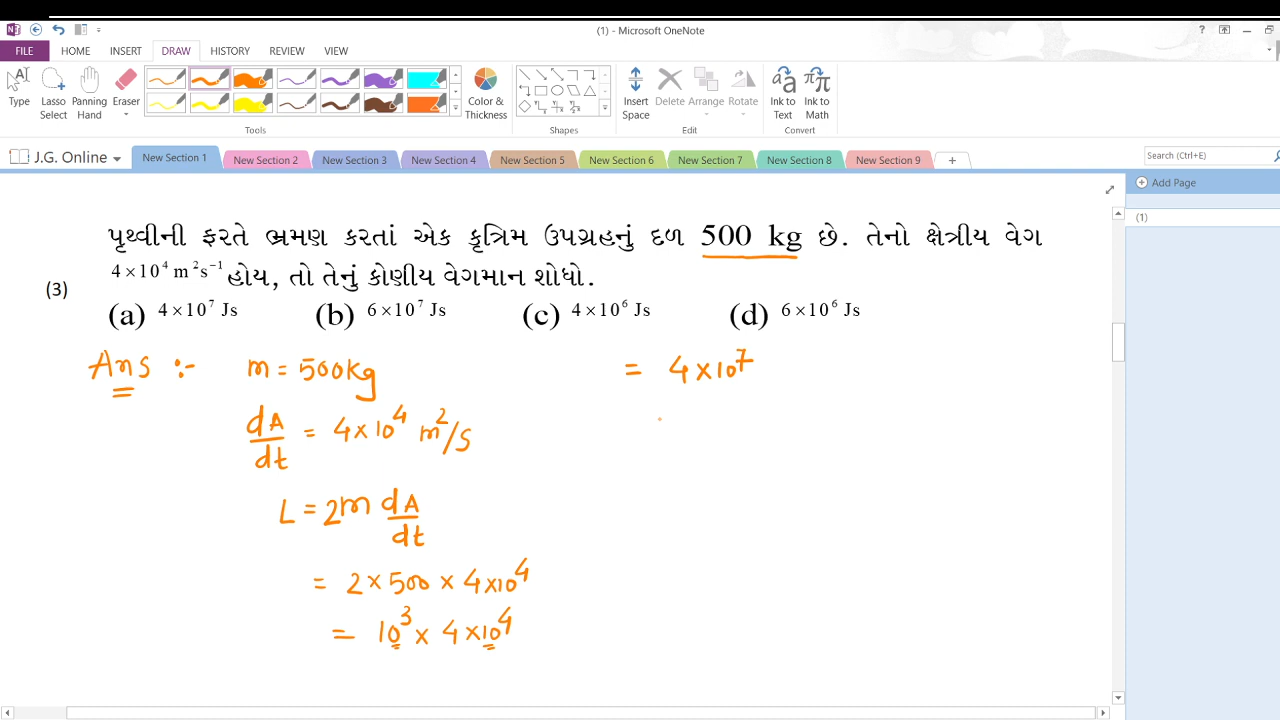 (1) - Microsoft OneNote
FILE HOME INSERT DRAW HISTORY REVIEW VIEW
Type Lasso Select Panning Hand Eraser Color & Thickness Insert Space Delete Arrange Rotate Ink to Text Ink to Math
Tools Shapes Edit Convert
J.G. Online New Section 1 New Section 2 New Section 3 New Section 4 New Section 5 New Section 6 New Section 7 New Section 8 New Section 9 Search (Ctrl+E)
Add Page
(1)
પૃથ્વીની ફરતે ભ્રમણ કરતાં એક કૃત્રિમ ઉપગ્રહનું દળ 500 kg છે. તેનો ક્ષેત્રીય વેગ
(3) 4×10⁴ m²s⁻¹ હોય, તો તેનું કોણીય વેગમાન શોધો.
(a) 4×10⁷ Js (b) 6×10⁷ Js (c) 4×10⁶ Js (d) 6×10⁶ Js
Ans :- m = 500kg
dA/dt = 4×10⁴ m²/s
L = 2m dA/dt
= 2 × 500 × 4×10⁴
= 10³ × 4×10⁴
= 4×10⁷